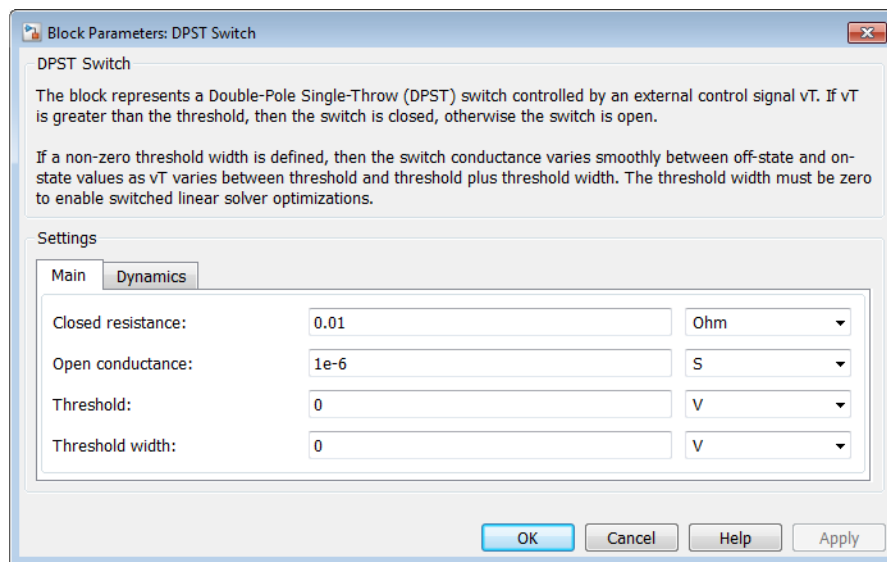 Block Parameters: DPST Switch
DPST Switch
The block represents a Double-Pole Single-Throw (DPST) switch controlled by an external control signal vT. If vT
is greater than the threshold, then the switch is closed, otherwise the switch is open.
If a non-zero threshold width is defined, then the switch conductance varies smoothly between off-state and on-
state values as vT varies between threshold and threshold plus threshold width. The threshold width must be zero
to enable switched linear solver optimizations.
Settings
Main Dynamics
Closed resistance: 0.01 Ohm
Open conductance: 1e-6 S
Threshold: 0 V
Threshold width: 0 V
OK Cancel Help Apply